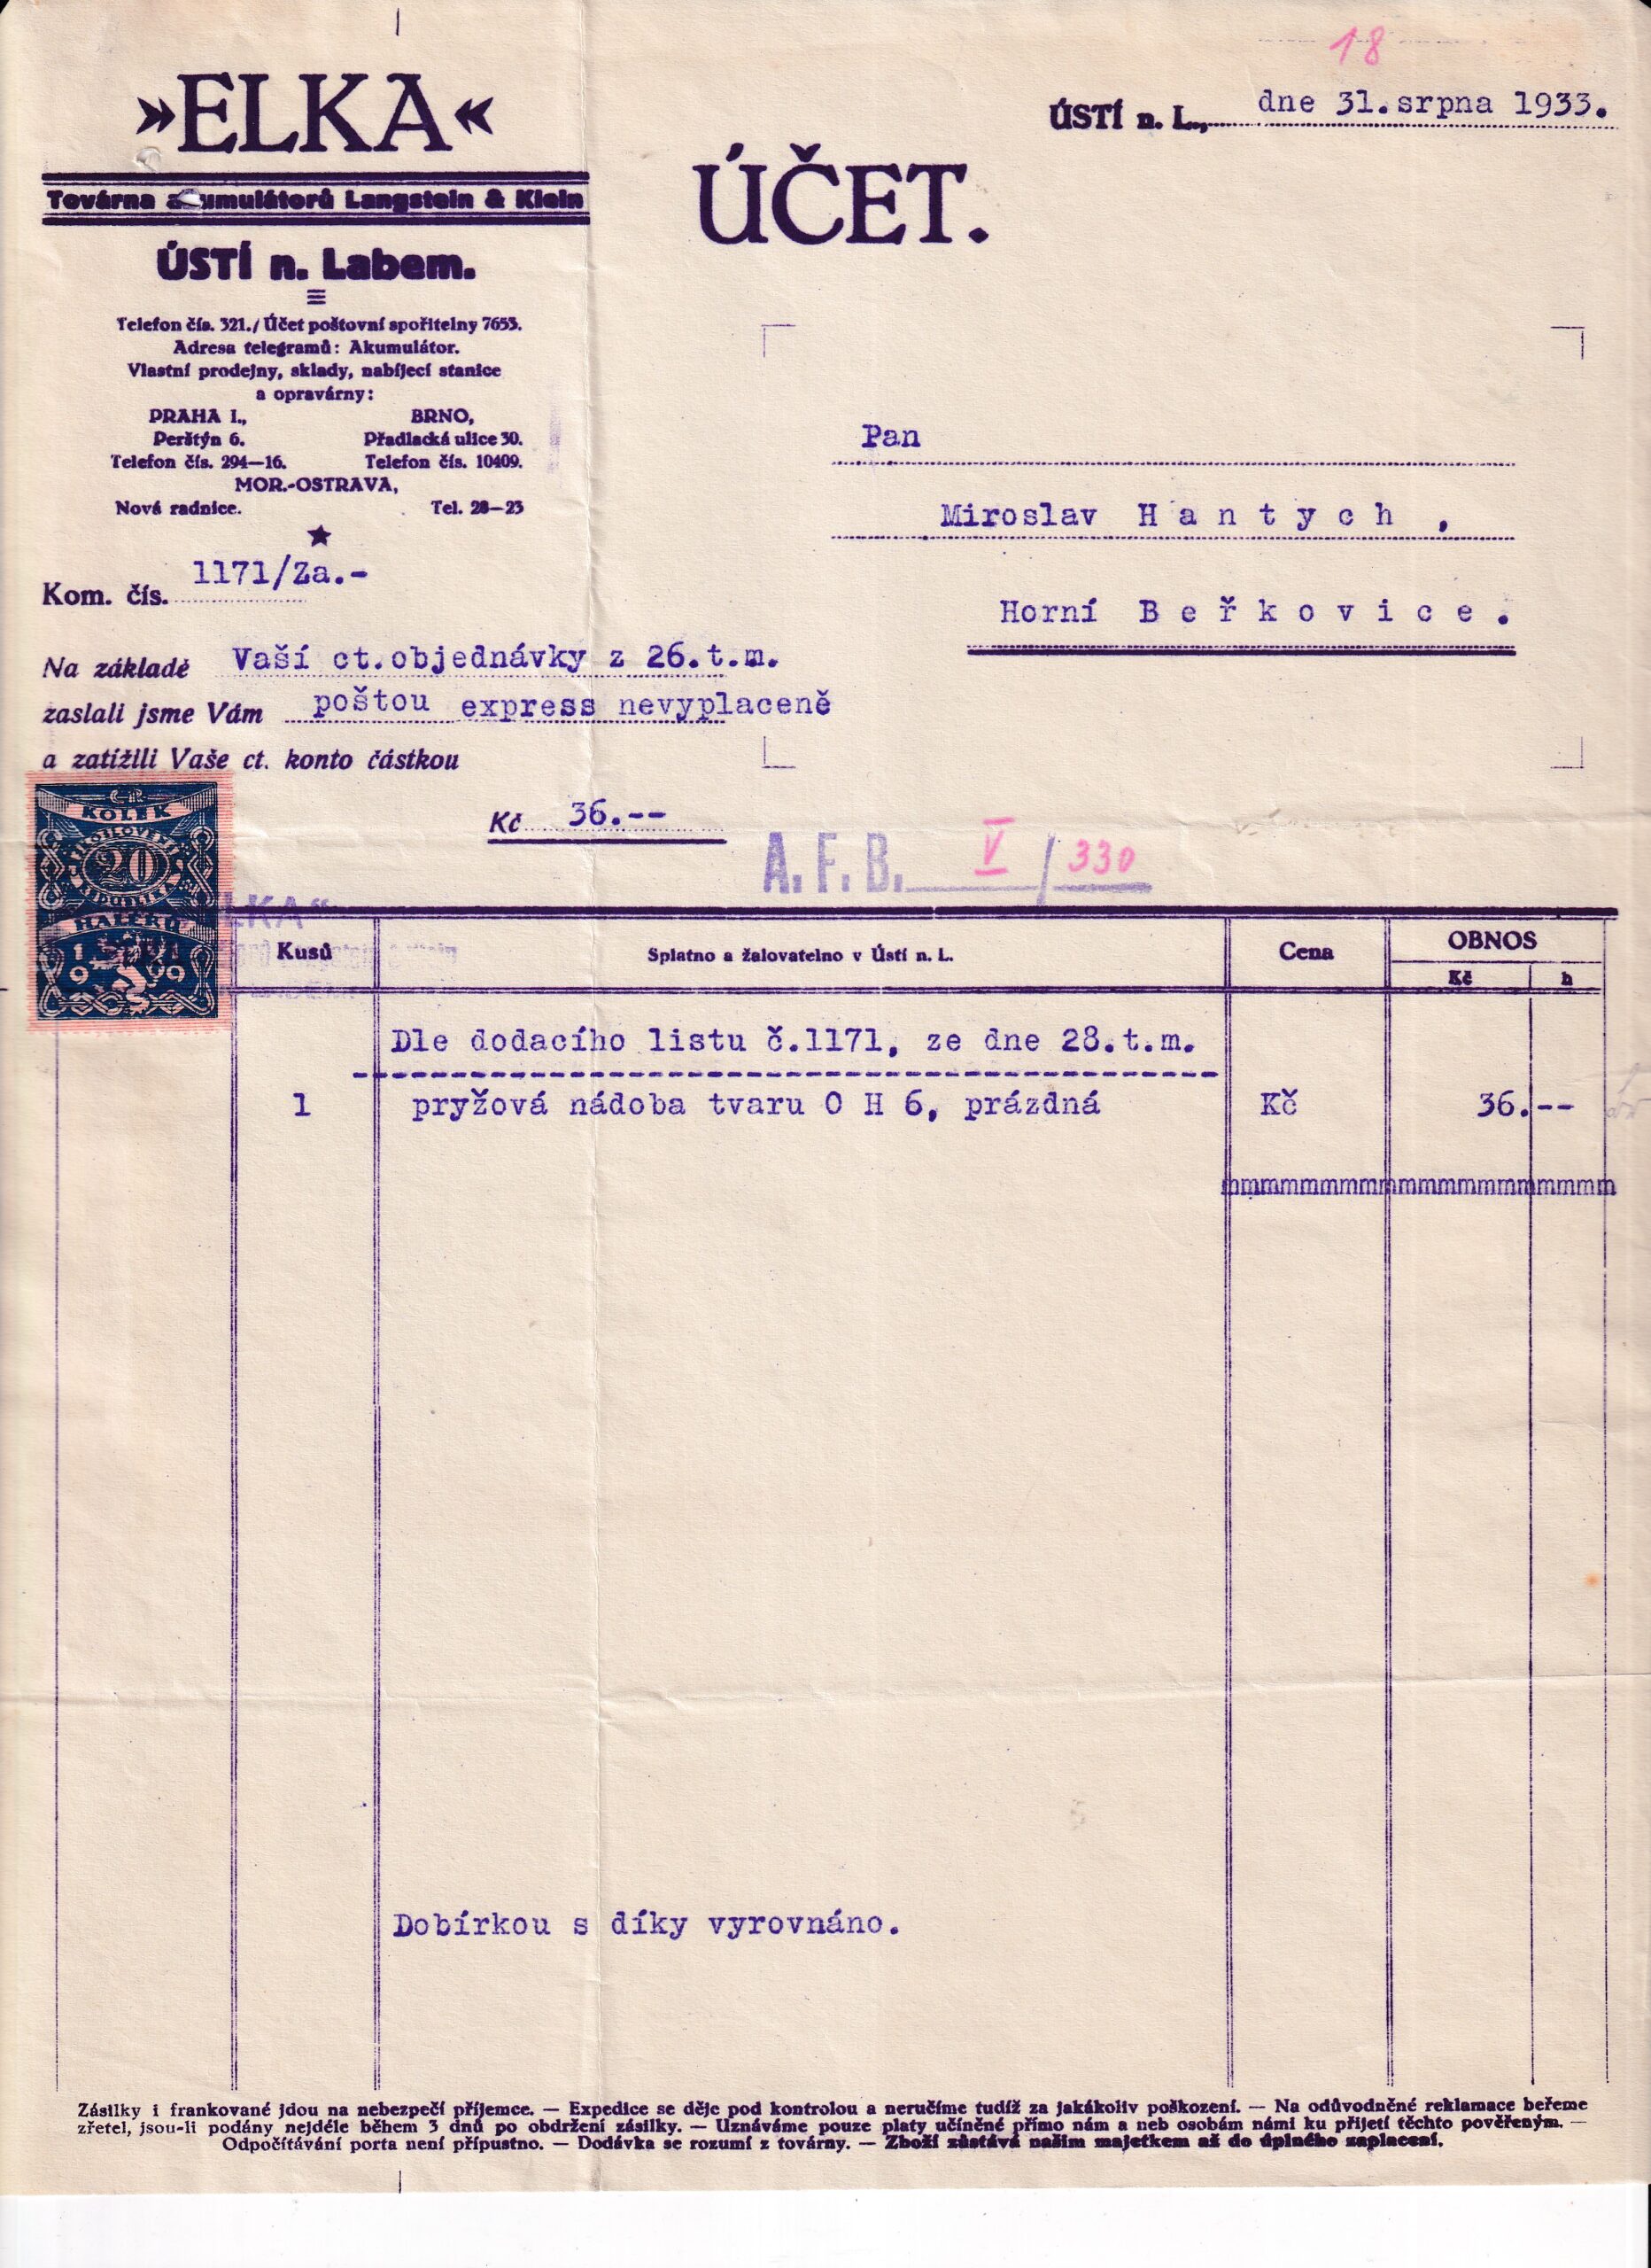 18
»ELKA«
ÚSTÍ n. L., dne 31.srpna 1933.
Továrna akumulátorů Langstein & Klein
ÚČET.
ÚSTÍ n. Labem.
Telefon čís. 321./ Účet poštovní spořitelny 7653.
Adresa telegramů: Akumulátor.
Vlastní prodejny, sklady, nabíjecí stanice
a opravárny:
PRAHA I., BRNO,
Perštýn 6. Přadlacká ulice 30.
Telefon čís. 294—16. Telefon čís. 10409.
MOR.-OSTRAVA,
Nová radnice. Tel. 28—23
Pan
Miroslav Hantych,
Horní Beřkovice.
Kom. čís. 1171/Za.-
Na základě Vaší ct.objednávky z 26.t.m.
zaslali jsme Vám poštou express nevyplaceně
a zatížili Vaše ct. konto částkou
Kč 36.--
A. F. B. V / 330
KOLEK
20
HALÉŘŮ
1919
LKA"
Kusů Splatno a žalovatelno v Ústí n. L. Cena OBNOS
Kč h
Dle dodacího listu č.1171, ze dne 28.t.m.
1 pryžová nádoba tvaru O H 6, prázdná Kč 36.--
mmmmmmmmmmmmmmmmmmmmm
Dobírkou s díky vyrovnáno.
Zásilky i frankované jdou na nebezpečí příjemce. — Expedice se děje pod kontrolou a neručíme tudíž za jakákoliv poškození. — Na odůvodněné reklamace beřeme
zřetel, jsou-li podány nejdéle během 3 dnů po obdržení zásilky. — Uznáváme pouze platy učíněné přímo nám a neb osobám námi ku přijetí těchto pověřeným. —
Odpočítávání porta není přípustno. — Dodávka se rozumí z továrny. — Zboží zůstává naším majetkem až do úplného zaplacení.